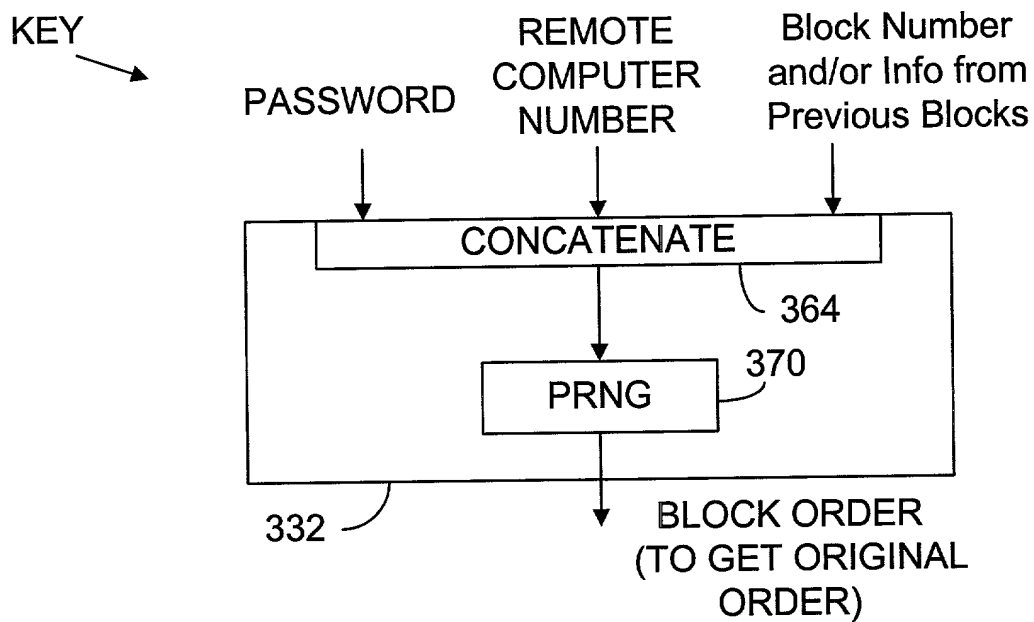 KEY
PASSWORD
REMOTE
COMPUTER
NUMBER
Block Number
and/or Info from
Previous Blocks
CONCATENATE
364
370
PRNG
332
BLOCK ORDER
(TO GET ORIGINAL
ORDER)